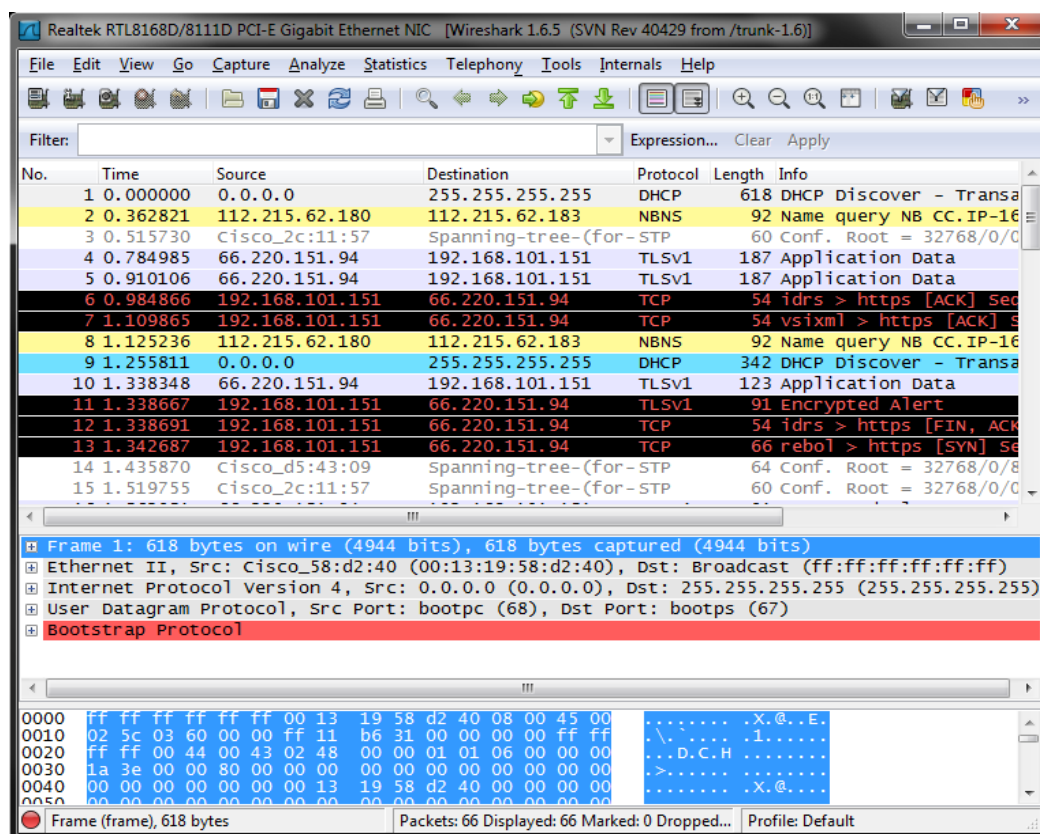 Realtek RTL8168D/8111D PCI-E Gigabit Ethernet NIC [Wireshark 1.6.5 (SVN Rev 40429 from /trunk-1.6)]
File Edit View Go Capture Analyze Statistics Telephony Tools Internals Help
Filter: Expression... Clear Apply
No. Time Source Destination Protocol Length Info
1 0.000000 0.0.0.0 255.255.255.255 DHCP 618 DHCP Discover - Transa
2 0.362821 112.215.62.180 112.215.62.183 NBNS 92 Name query NB CC.IP-16
3 0.515730 Cisco_2c:11:57 Spanning-tree-(for- STP 60 Conf. Root = 32768/0/0
4 0.784985 66.220.151.94 192.168.101.151 TLSv1 187 Application Data
5 0.910106 66.220.151.94 192.168.101.151 TLSv1 187 Application Data
6 0.984866 192.168.101.151 66.220.151.94 TCP 54 idrs > https [ACK] Seq
7 1.109865 192.168.101.151 66.220.151.94 TCP 54 vsixml > https [ACK] S
8 1.125236 112.215.62.180 112.215.62.183 NBNS 92 Name query NB CC.IP-16
9 1.255811 0.0.0.0 255.255.255.255 DHCP 342 DHCP Discover - Transa
10 1.338348 66.220.151.94 192.168.101.151 TLSv1 123 Application Data
11 1.338667 192.168.101.151 66.220.151.94 TLSv1 91 Encrypted Alert
12 1.338691 192.168.101.151 66.220.151.94 TCP 54 idrs > https [FIN, ACK
13 1.342687 192.168.101.151 66.220.151.94 TCP 66 rebol > https [SYN] Se
14 1.435870 Cisco_d5:43:09 Spanning-tree-(for- STP 64 Conf. Root = 32768/0/8
15 1.519755 Cisco_2c:11:57 Spanning-tree-(for- STP 60 Conf. Root = 32768/0/0
Frame 1: 618 bytes on wire (4944 bits), 618 bytes captured (4944 bits)
Ethernet II, Src: Cisco_58:d2:40 (00:13:19:58:d2:40), Dst: Broadcast (ff:ff:ff:ff:ff:ff)
Internet Protocol Version 4, Src: 0.0.0.0 (0.0.0.0), Dst: 255.255.255.255 (255.255.255.255)
User Datagram Protocol, Src Port: bootpc (68), Dst Port: bootps (67)
Bootstrap Protocol
0000 ff ff ff ff ff ff 00 13 19 58 d2 40 08 00 45 00 ........ .X.@..E.
0010 02 5c 03 60 00 00 ff 11 b6 31 00 00 00 00 ff ff .\.`.... .1......
0020 ff ff 00 44 00 43 02 48 00 00 01 01 06 00 00 00 ...D.C.H ........
0030 1a 3e 00 00 80 00 00 00 00 00 00 00 00 00 00 00 .>...... ........
0040 00 00 00 00 00 00 00 13 19 58 d2 40 00 00 00 00 ........ .X.@....
0050 00 00 00 00 00 00 00 00 00 00 00 00 00 00 00 00
Frame (frame), 618 bytes Packets: 66 Displayed: 66 Marked: 0 Dropped... Profile: Default